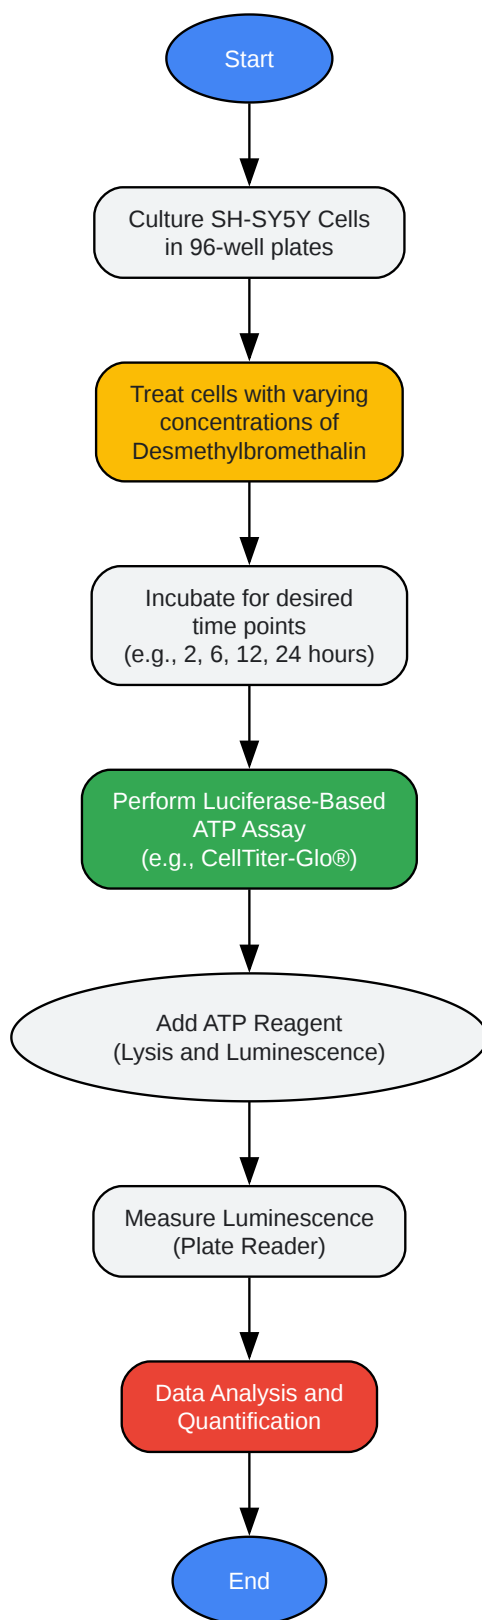 Start
Culture SH-SY5Y Cells
in 96-well plates
Treat cells with varying
concentrations of
Desmethylbromethalin
Incubate for desired
time points
(e.g., 2, 6, 12, 24 hours)
Perform Luciferase-Based
ATP Assay
(e.g., CellTiter-Glo®)
Add ATP Reagent
(Lysis and Luminescence)
Measure Luminescence
(Plate Reader)
Data Analysis and
Quantification
End